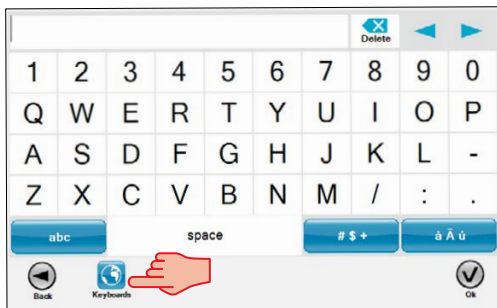 Delete
1 2 3 4 5 6 7 8 9 0
Q W E R T Y U I O P
A S D F G H J K L -
Z X C V B N M / : .
abc space # $ + à Ã ú
Back Keyboards Ok